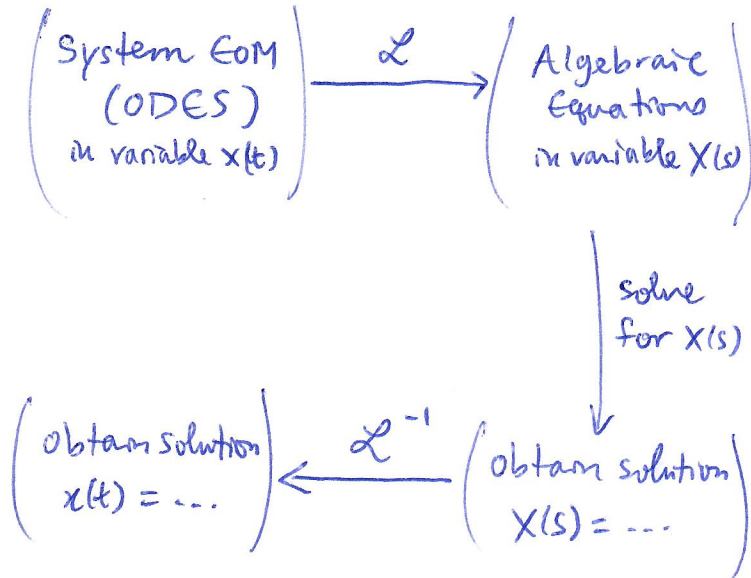 System EoM
(ODES)
in variable x(t)
ℒ
Algebraic
Equations
in variable X(s)
solve
for X(s)
obtain solution
X(s) = ....
ℒ⁻¹
obtain solution
x(t) = ...